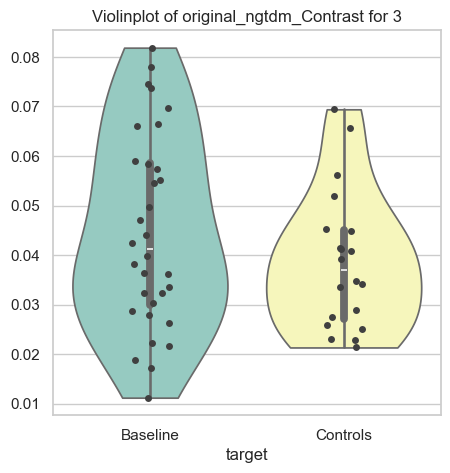 Violinplot of original_ngtdm_Contrast for 3
0.08
0.07
0.06
0.05
0.04
0.03
0.02
0.01
Baseline
Controls
target